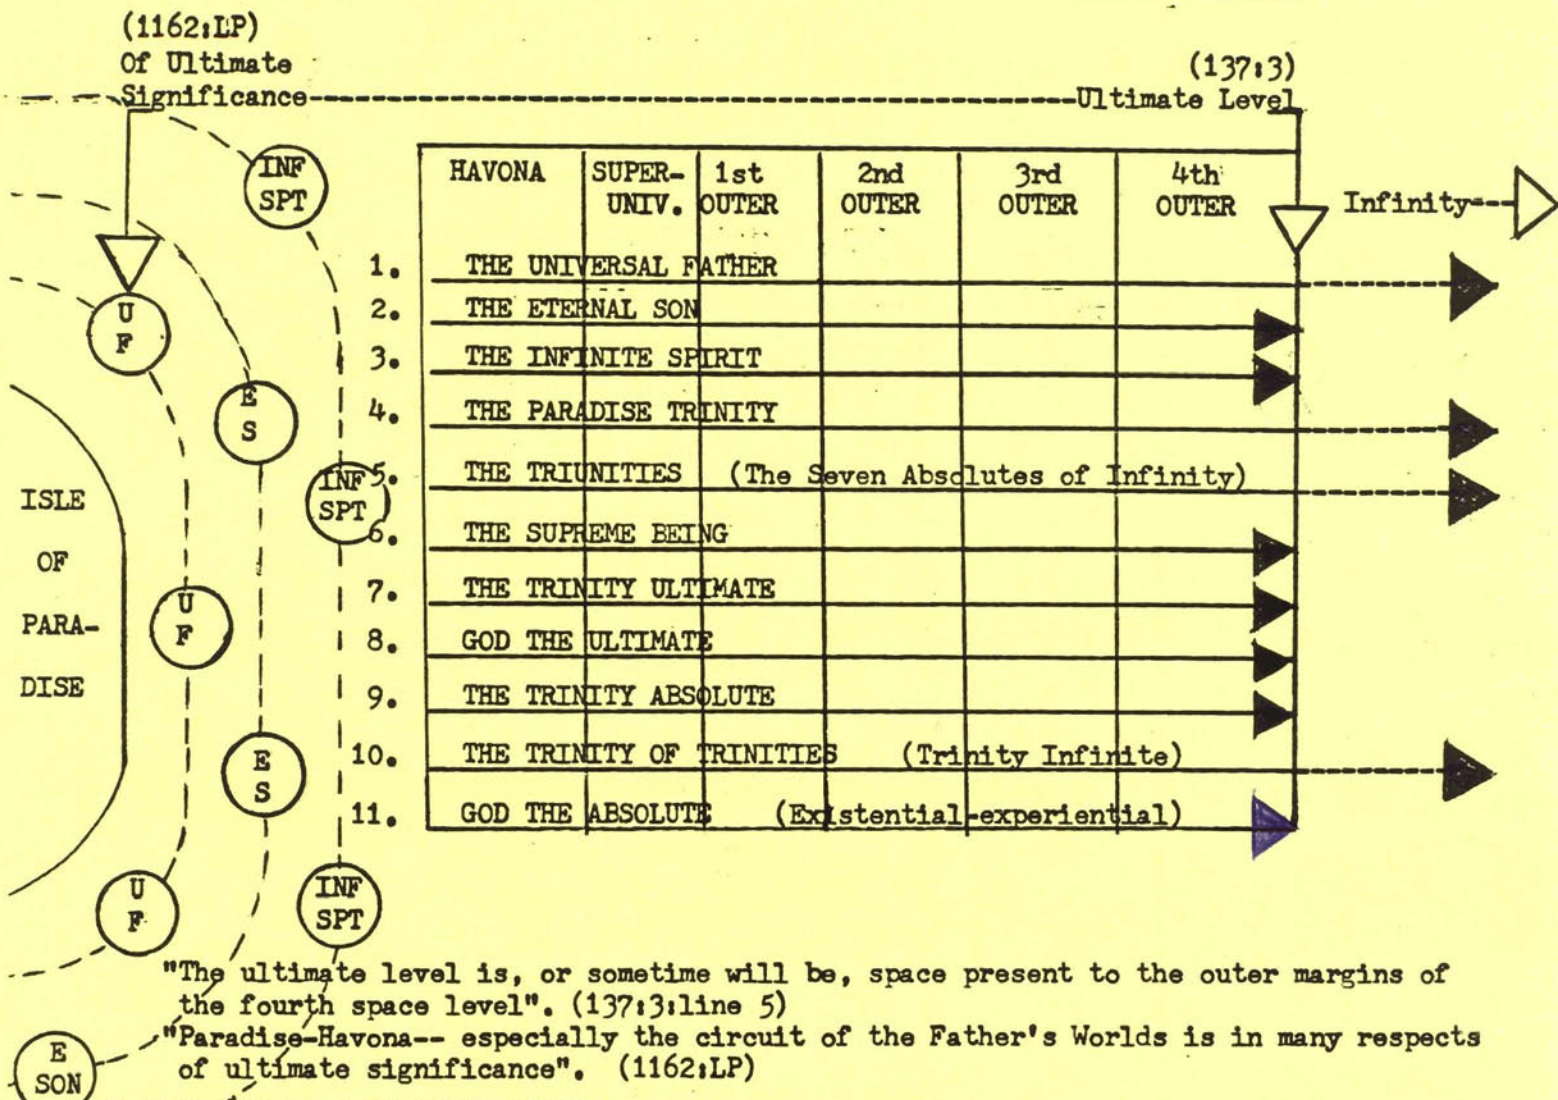 (1162:LP)
Of Ultimate
Significance
(137:3)
Ultimate Level
HAVONA SUPER-UNIV. 1st OUTER 2nd OUTER 3rd OUTER 4th OUTER
Infinity
1. THE UNIVERSAL FATHER
2. THE ETERNAL SON
3. THE INFINITE SPIRIT
4. THE PARADISE TRINITY
5. THE TRIUNITIES (The Seven Absolutes of Infinity)
6. THE SUPREME BEING
7. THE TRINITY ULTIMATE
8. GOD THE ULTIMATE
9. THE TRINITY ABSOLUTE
10. THE TRINITY OF TRINITIES (Trinity Infinite)
11. GOD THE ABSOLUTE (Existential-experiential)
INF
SPT
U
F
E
S
INF
SPT
ISLE
OF
PARA-
DISE
U
F
E
S
U
F
INF
SPT
E
SON
"The ultimate level is, or sometime will be, space present to the outer margins of
the fourth space level". (137:3:line 5)
"Paradise-Havona-- especially the circuit of the Father's Worlds is in many respects
of ultimate significance". (1162:LP)